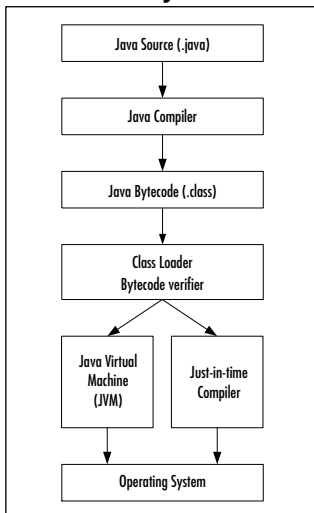 Java Source (.java)
Java Compiler
Java Bytecode (.class)
Class Loader
Bytecode verifier
Java Virtual
Machine
(JVM)
Just-in-time
Compiler
Operating System